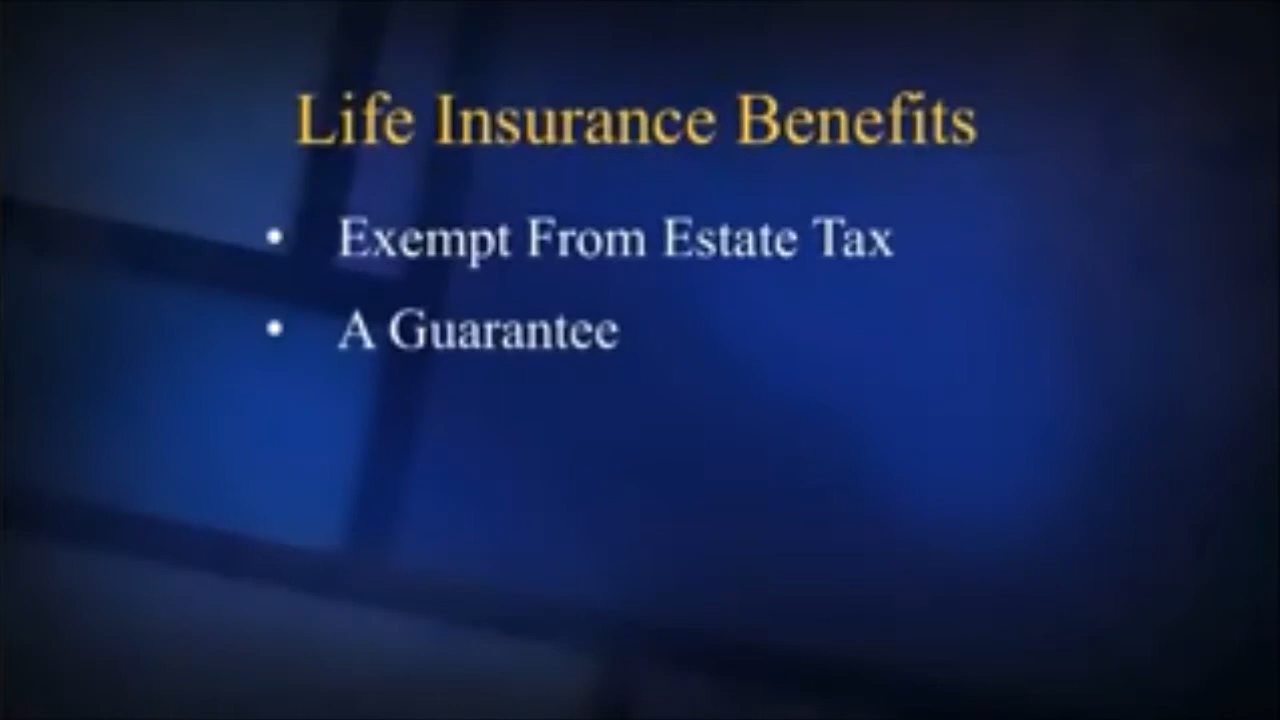 Life Insurance Benefits
• Exempt From Estate Tax
• A Guarantee